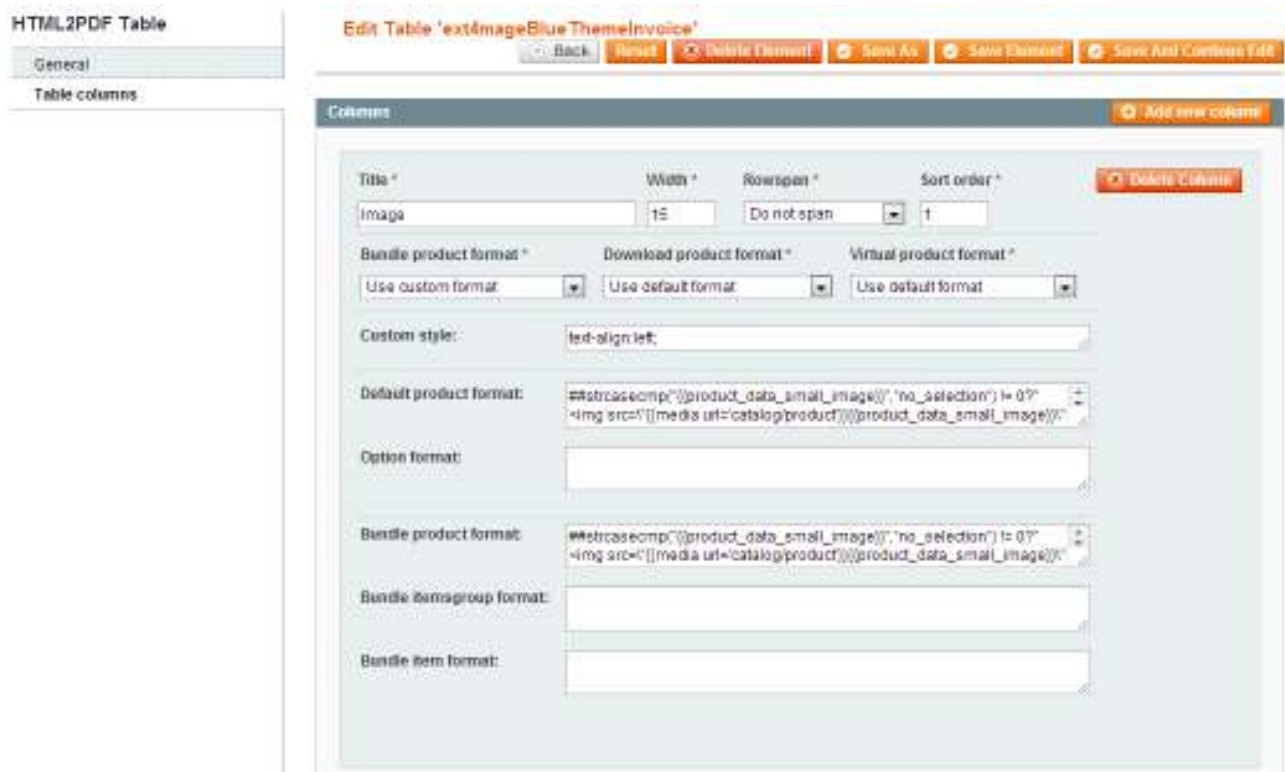 HTML2PDF Table
General
Table columns
Edit Table 'ext4mageBlueThemeInvoice'
Back Reset Delete Element Save As Save Element Save And Continue Edit
Columns Add new column
Title * Width * Rowspan * Sort order * Delete Column
Image 15 Do not span 1
Bundle product format * Download product format * Virtual product format *
Use custom format Use default format Use default format
Custom style: text-align:left;
Default product format: ##strcasecmp("{{product_data_small_image}}","no_selection") != 0?"
<img src=\"{{media url='catalog/product'}}{{product_data_small_image}}\"
Option format:
Bundle product format: ##strcasecmp("{{product_data_small_image}}","no_selection") != 0?"
<img src=\"{{media url='catalog/product'}}{{product_data_small_image}}\"
Bundle itemsgroup format:
Bundle item format: